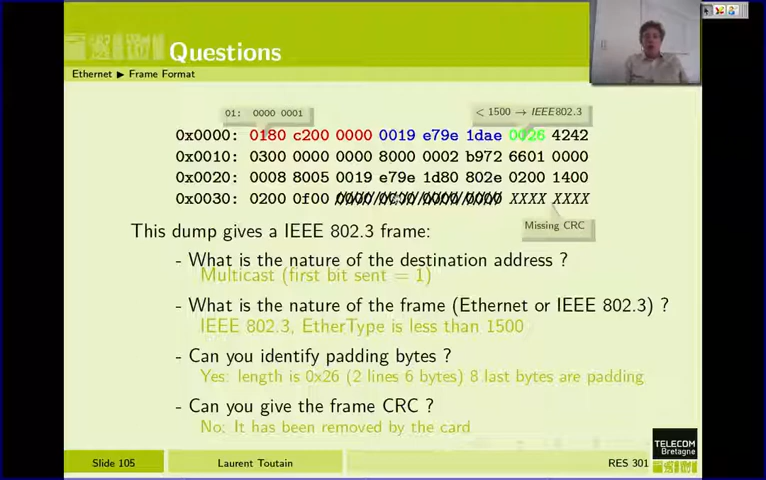 Questions
Ethernet ▶ Frame Format
01: 0000 0001
< 1500 → IEEE802.3
0x0000: 0180 c200 0000 0019 e79e 1dae 0026 4242
0x0010: 0300 0000 0000 8000 0002 b972 6601 0000
0x0020: 0008 8005 0019 e79e 1d80 802e 0200 1400
0x0030: 0200 0f00 0000 0000 0000 0000 XXXX XXXX
Missing CRC
This dump gives a IEEE 802.3 frame:
- What is the nature of the destination address ?
Multicast (first bit sent = 1)
- What is the nature of the frame (Ethernet or IEEE 802.3) ?
IEEE 802.3, EtherType is less than 1500
- Can you identify padding bytes ?
Yes: length is 0x26 (2 lines 6 bytes) 8 last bytes are padding
- Can you give the frame CRC ?
No: It has been removed by the card
TELECOM
Bretagne
Slide 105
Laurent Toutain
RES 301